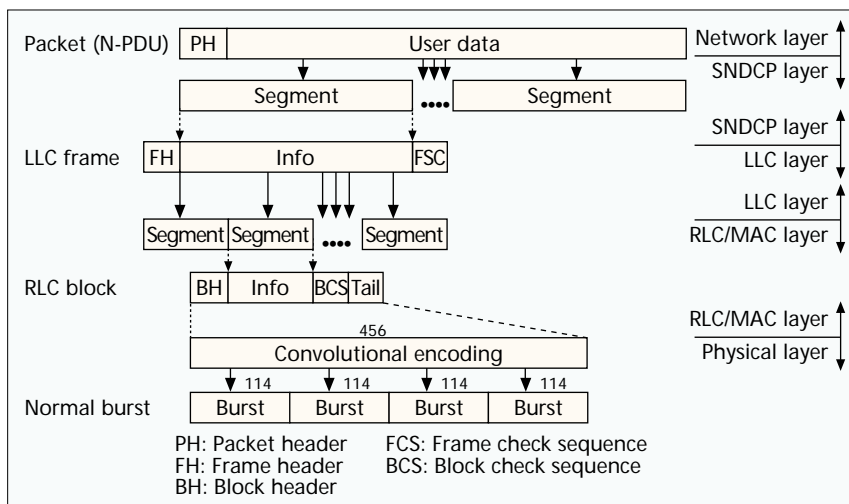 Packet (N-PDU) PH User data Network layer
SNDCP layer
Segment •••• Segment
SNDCP layer
LLC frame FH Info FSC LLC layer
LLC layer
Segment Segment •••• Segment RLC/MAC layer
RLC block BH Info BCS Tail
RLC/MAC layer
456
Convolutional encoding Physical layer
114 114 114 114
Normal burst Burst Burst Burst Burst
PH: Packet header FCS: Frame check sequence
FH: Frame header BCS: Block check sequence
BH: Block header